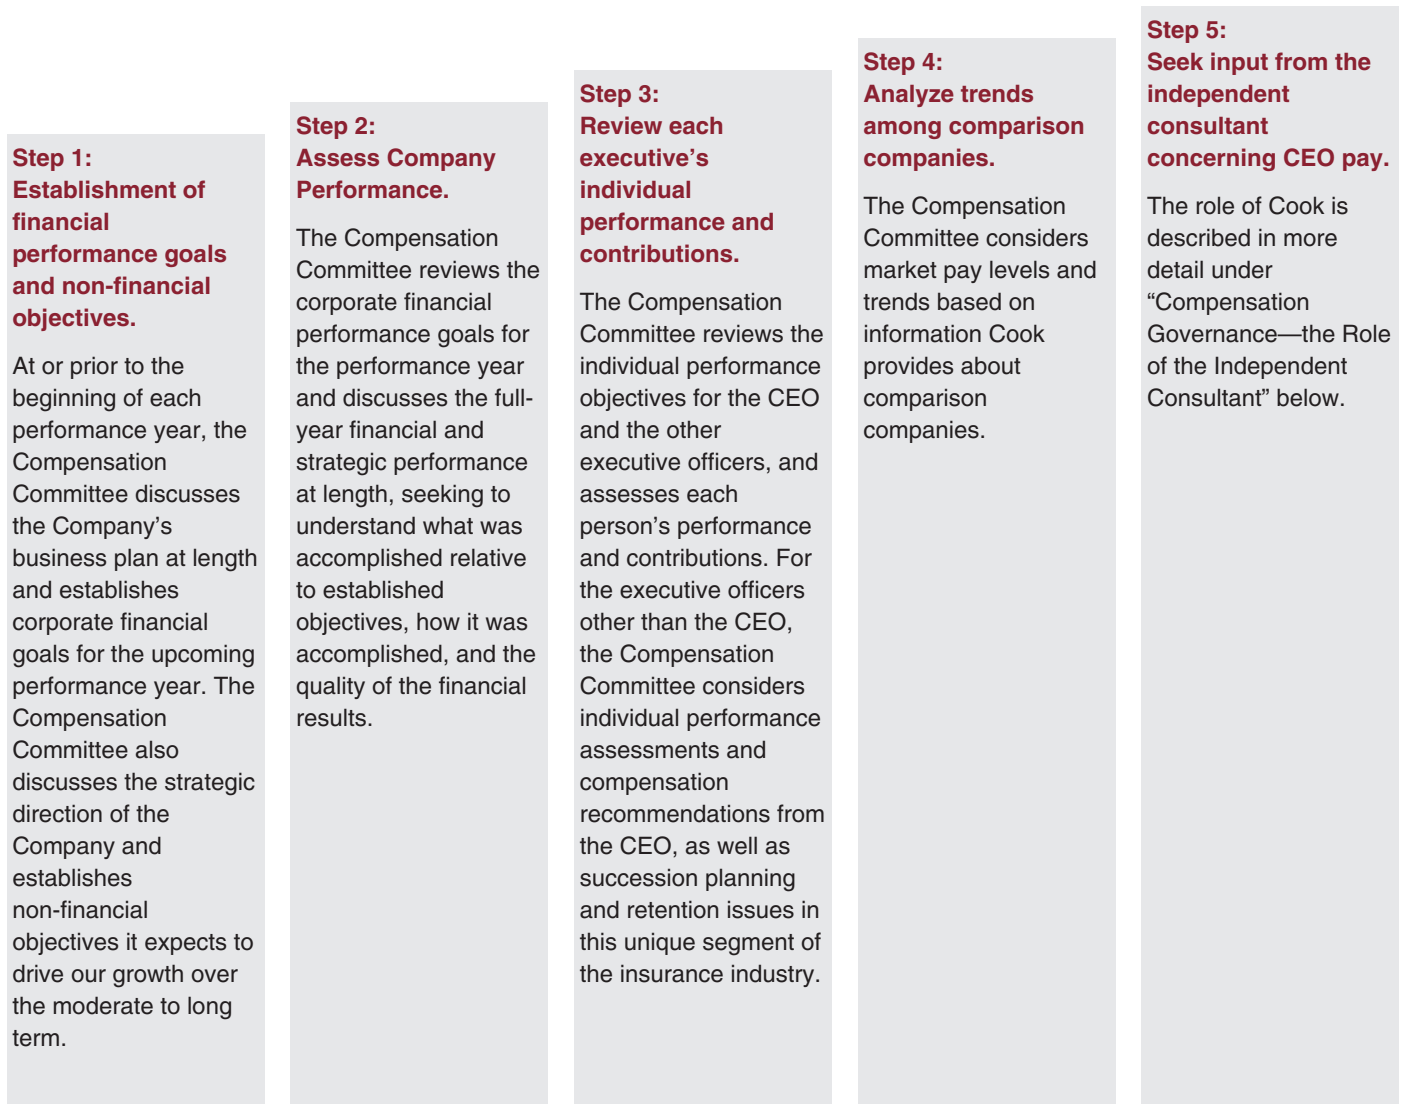 Step 1:
Establishment of
financial
performance goals
and non-financial
objectives.
At or prior to the
beginning of each
performance year, the
Compensation
Committee discusses
the Company’s
business plan at length
and establishes
corporate financial
goals for the upcoming
performance year. The
Compensation
Committee also
discusses the strategic
direction of the
Company and
establishes
non-financial
objectives it expects to
drive our growth over
the moderate to long
term.
Step 2:
Assess Company
Performance.
The Compensation
Committee reviews the
corporate financial
performance goals for
the performance year
and discusses the full-
year financial and
strategic performance
at length, seeking to
understand what was
accomplished relative
to established
objectives, how it was
accomplished, and the
quality of the financial
results.
Step 3:
Review each
executive’s
individual
performance and
contributions.
The Compensation
Committee reviews the
individual performance
objectives for the CEO
and the other
executive officers, and
assesses each
person’s performance
and contributions. For
the executive officers
other than the CEO,
the Compensation
Committee considers
individual performance
assessments and
compensation
recommendations from
the CEO, as well as
succession planning
and retention issues in
this unique segment of
the insurance industry.
Step 4:
Analyze trends
among comparison
companies.
The Compensation
Committee considers
market pay levels and
trends based on
information Cook
provides about
comparison
companies.
Step 5:
Seek input from the
independent
consultant
concerning CEO pay.
The role of Cook is
described in more
detail under
“Compensation
Governance—the Role
of the Independent
Consultant” below.